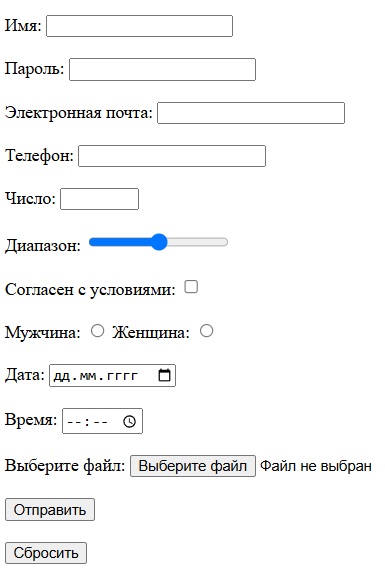 Имя:
Пароль:
Электронная почта:
Телефон:
Число:
Диапазон:
Согласен с условиями:
Мужчина: Женщина:
Дата: дд.мм.гггг
Время: --:--
Выберите файл: Выберите файл Файл не выбран
Отправить
Сбросить